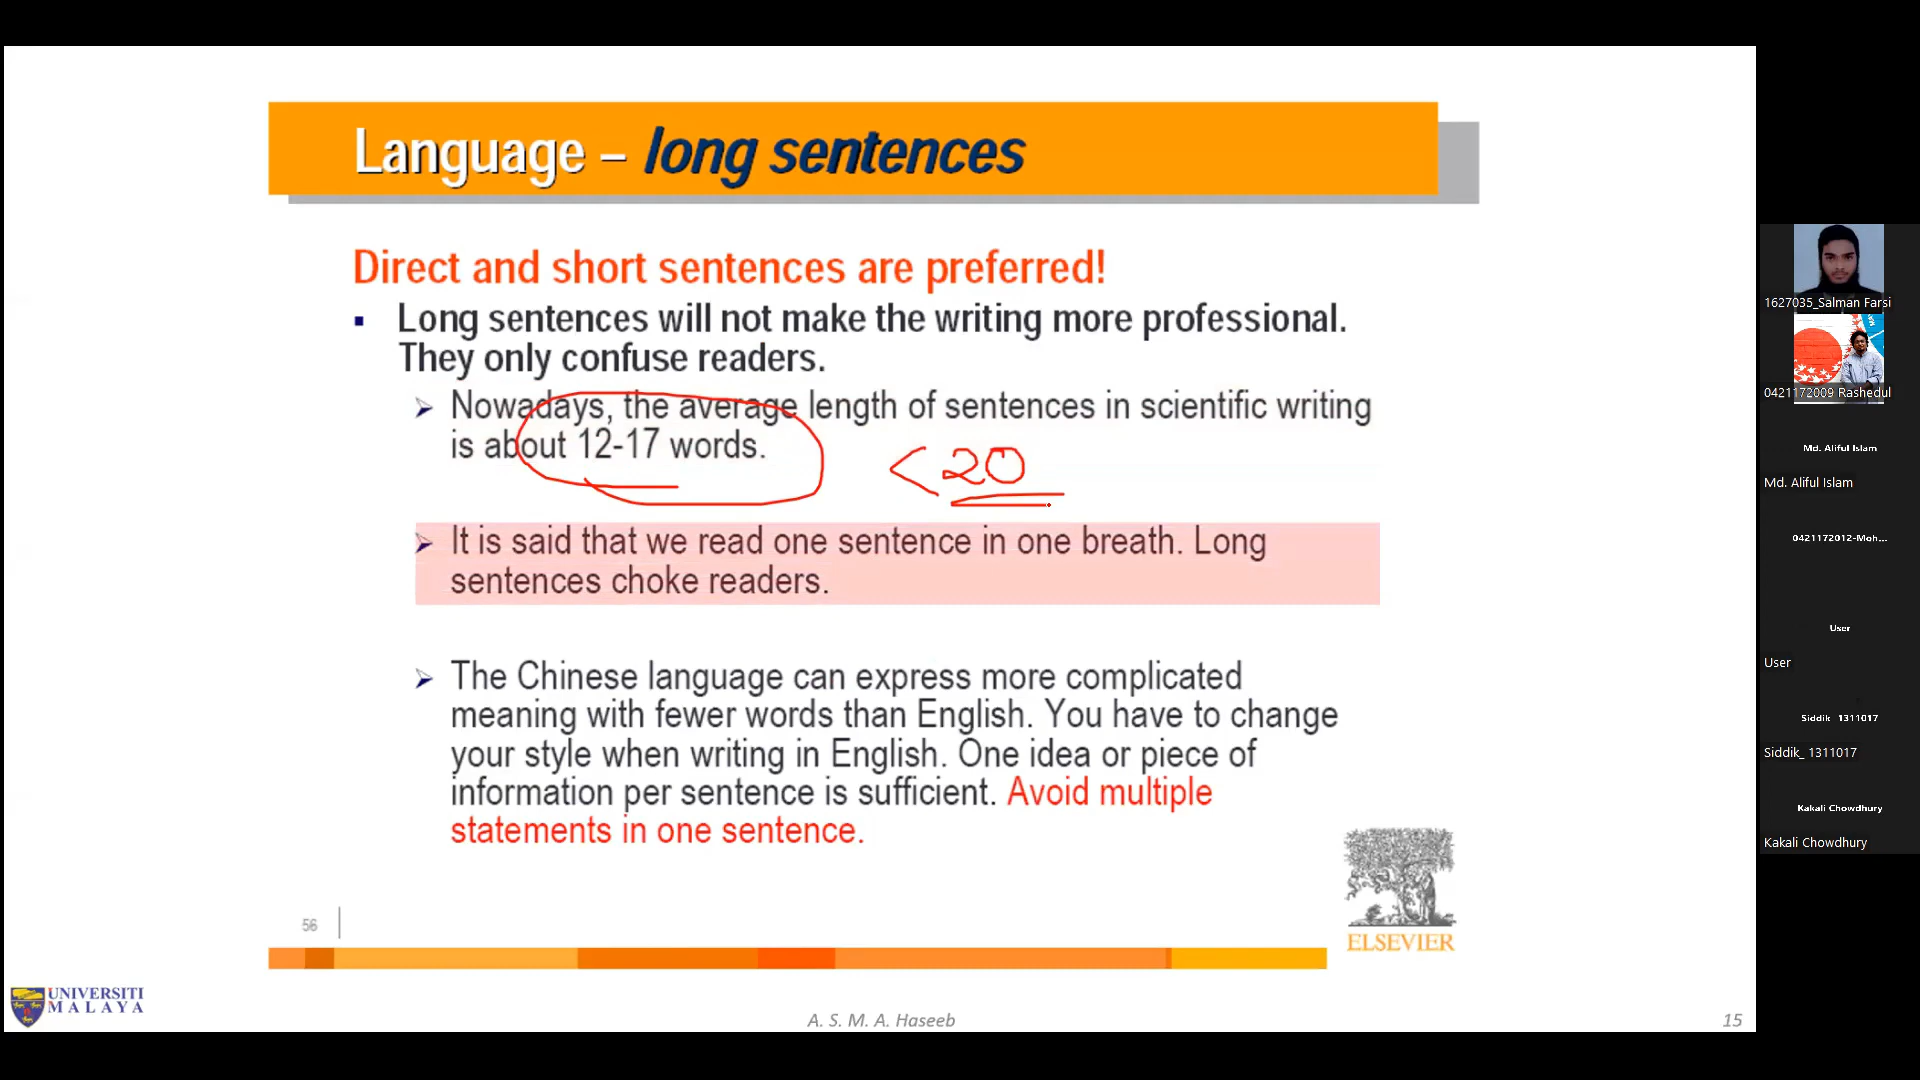 Language – long sentences
Direct and short sentences are preferred!
Long sentences will not make the writing more professional.
They only confuse readers.
Nowadays, the average length of sentences in scientific writing
is about 12-17 words.
<20
It is said that we read one sentence in one breath. Long
sentences choke readers.
The Chinese language can express more complicated
meaning with fewer words than English. You have to change
your style when writing in English. One idea or piece of
information per sentence is sufficient. Avoid multiple
statements in one sentence.
56
ELSEVIER
UNIVERSITI
MALAYA
A. S. M. A. Haseeb
15
1627035_Salman Farsi
0421172009 Rashedul
Md. Aliful Islam
Md. Aliful Islam
0421172012-Moh...
User
User
Siddik_ 1311017
Siddik_ 1311017
Kakali Chowdhury
Kakali Chowdhury